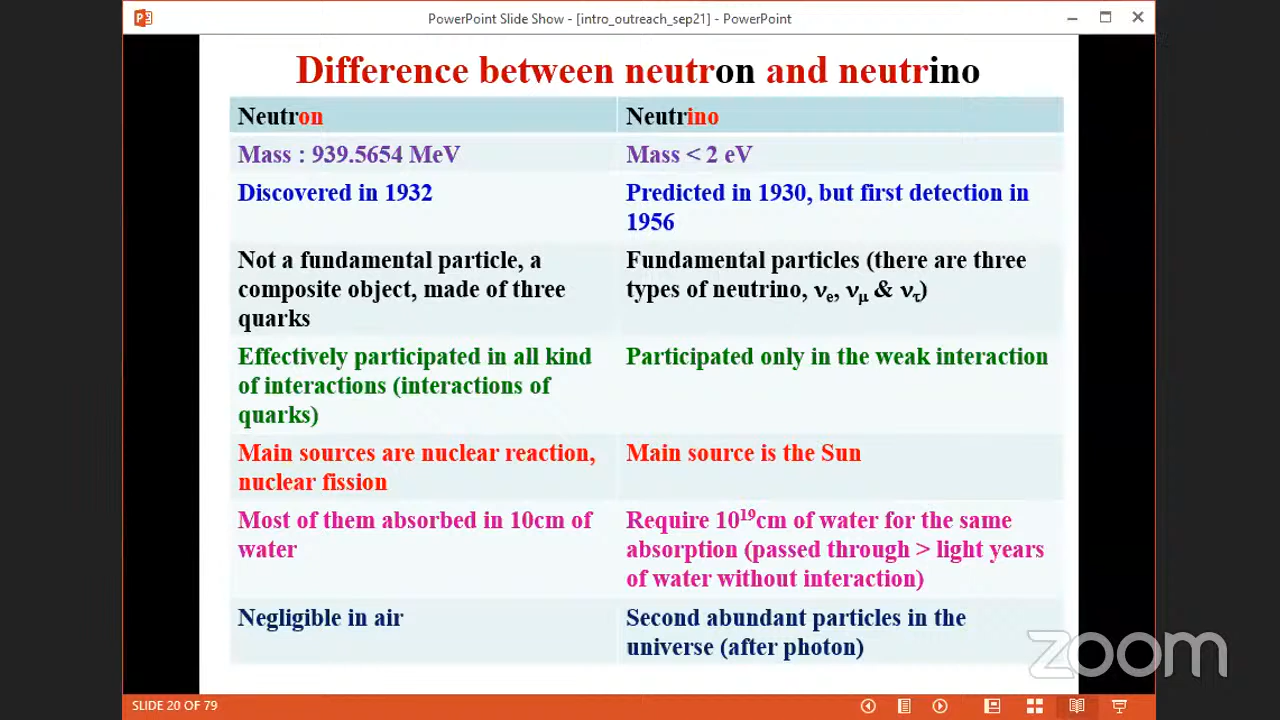 PowerPoint Slide Show - [intro_outreach_sep21] - PowerPoint
Difference between neutron and neutrino
Neutron
Neutrino
Mass : 939.5654 MeV
Mass < 2 eV
Discovered in 1932
Predicted in 1930, but first detection in
1956
Not a fundamental particle, a
composite object, made of three
quarks
Fundamental particles (there are three
types of neutrino, νe, νμ & ντ)
Effectively participated in all kind
of interactions (interactions of
quarks)
Participated only in the weak interaction
Main sources are nuclear reaction,
nuclear fission
Main source is the Sun
Most of them absorbed in 10cm of
water
Require 10¹⁹cm of water for the same
absorption (passed through > light years
of water without interaction)
Negligible in air
Second abundant particles in the
universe (after photon)
zoom
SLIDE 20 OF 79